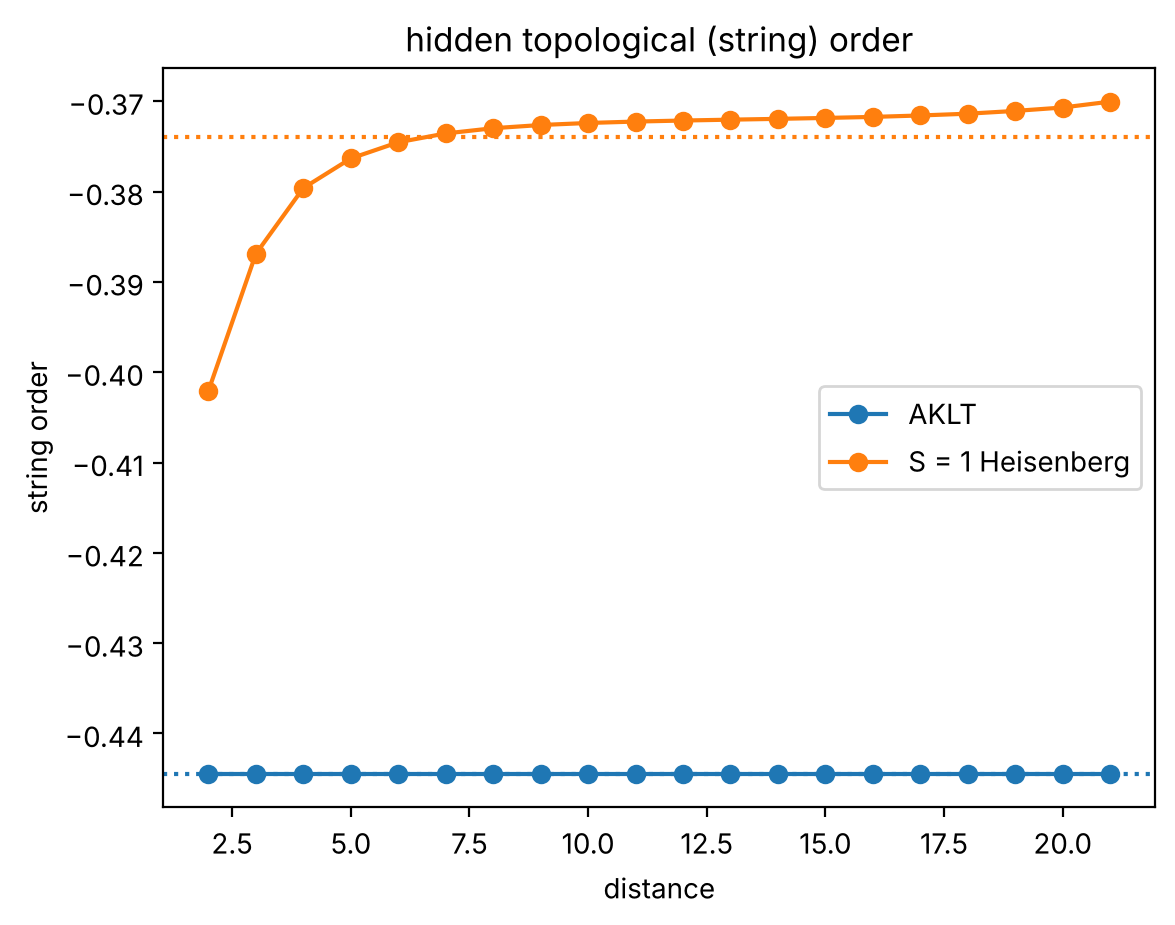 hidden topological (string) order
−0.37
−0.38
−0.39
−0.40
−0.41
−0.42
−0.43
−0.44
string order
AKLT
S = 1 Heisenberg
2.5 5.0 7.5 10.0 12.5 15.0 17.5 20.0
distance